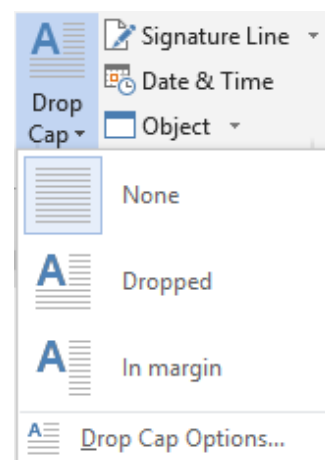 Drop
Cap
Signature Line
Date & Time
Object
None
Dropped
In margin
Drop Cap Options...